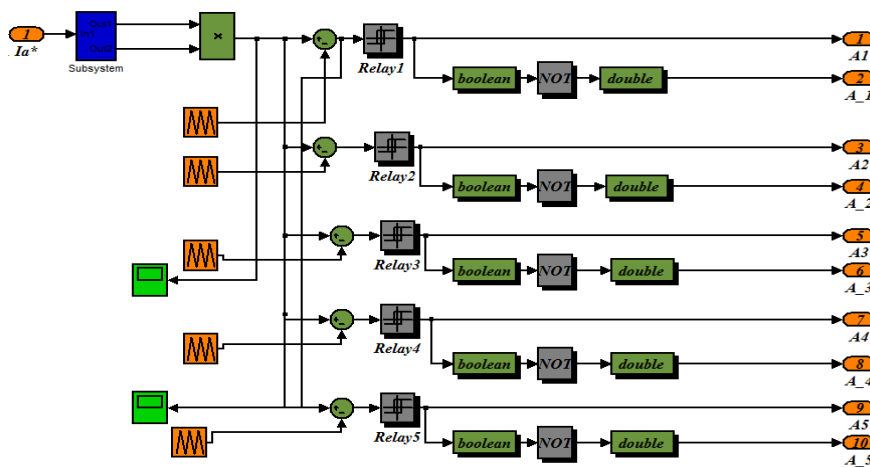 1
Ia*
In1
Out1
Out2
Subsystem
×
Relay1
1
A1
boolean
NOT
double
2
A_1
Relay2
3
A2
boolean
NOT
double
4
A_2
Relay3
5
A3
boolean
NOT
double
6
A_3
Relay4
7
A4
boolean
NOT
double
8
A_4
Relay5
9
A5
boolean
NOT
double
10
A_5